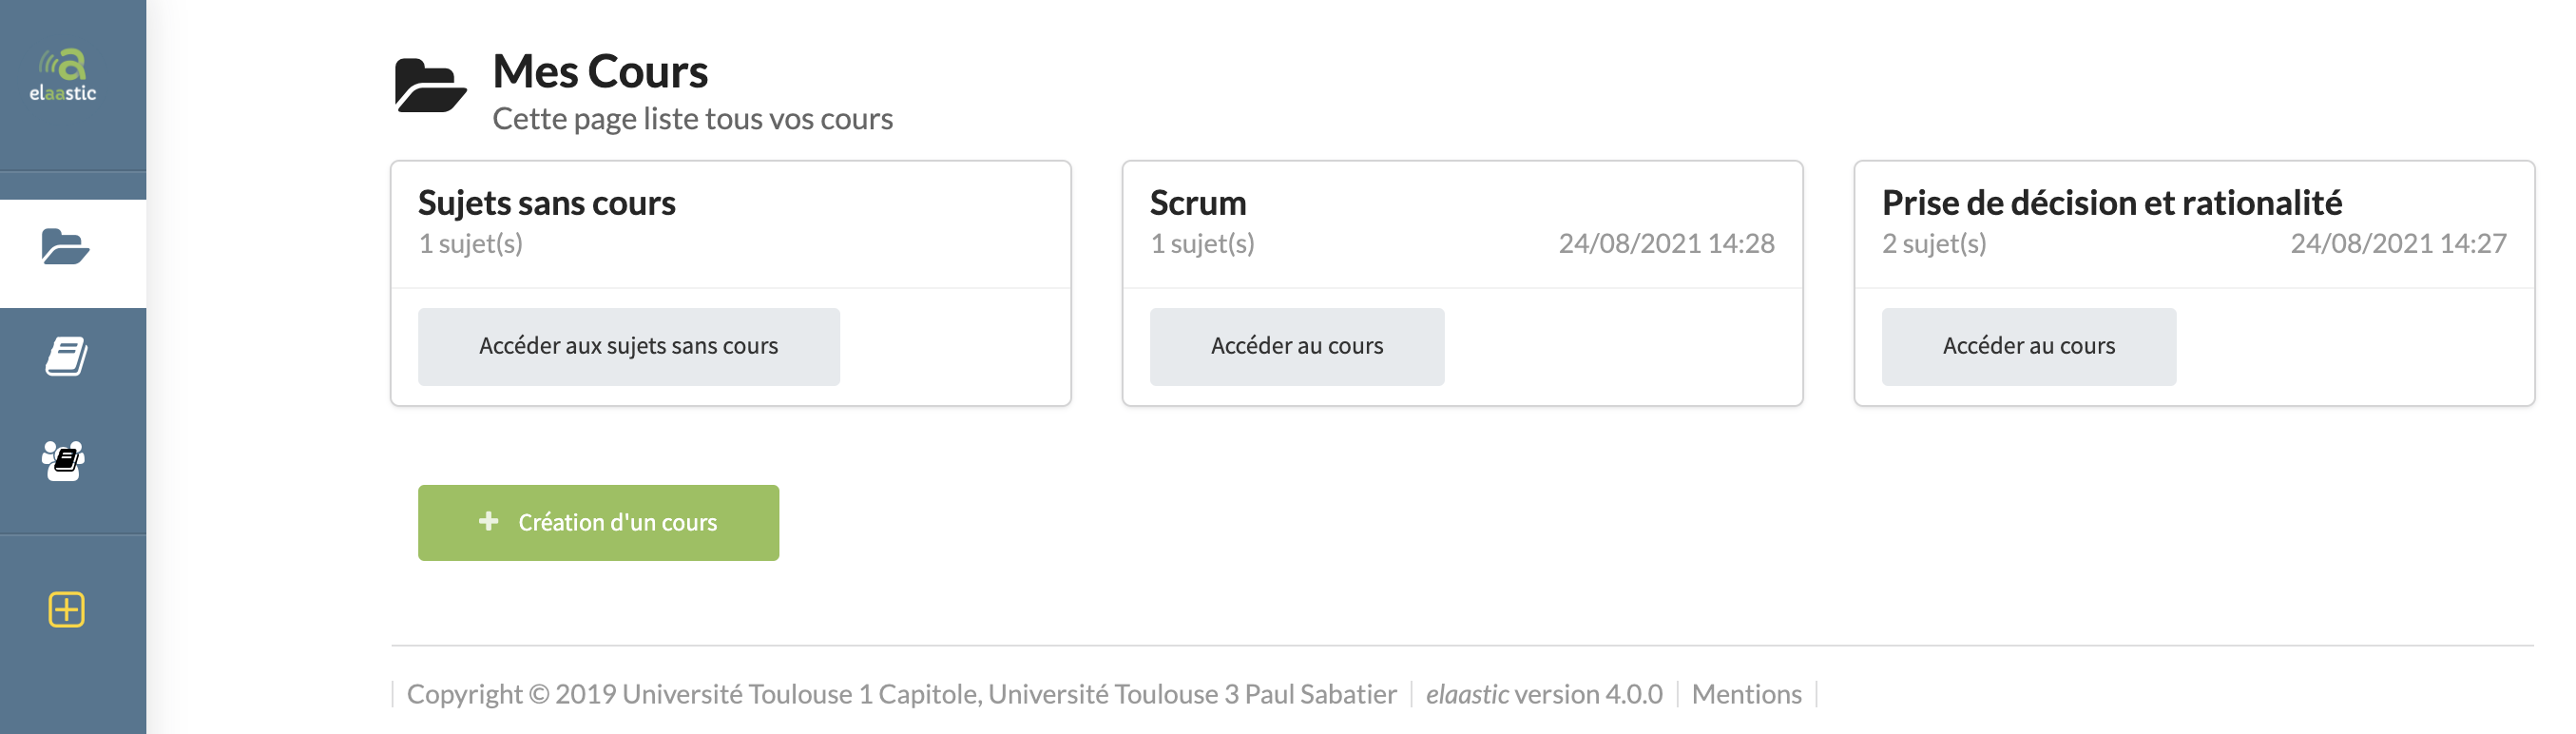 elaastic
Mes Cours
Cette page liste tous vos cours
Sujets sans cours
1 sujet(s)
Accéder aux sujets sans cours
Scrum
1 sujet(s) 24/08/2021 14:28
Accéder au cours
Prise de décision et rationalité
2 sujet(s) 24/08/2021 14:27
Accéder au cours
Création d'un cours
Copyright © 2019 Université Toulouse 1 Capitole, Université Toulouse 3 Paul Sabatier | elaastic version 4.0.0 | Mentions